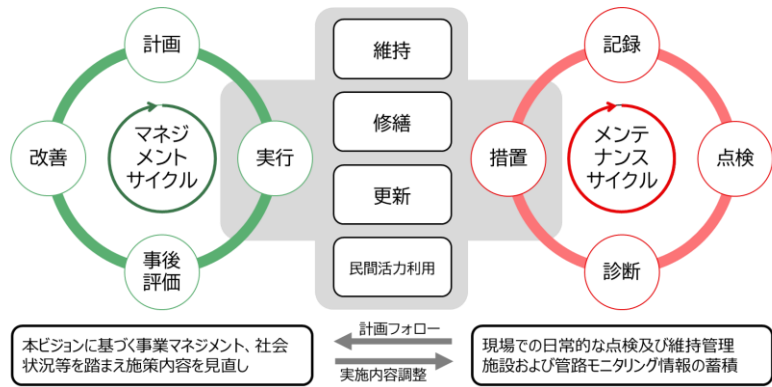 計画
改善
マネジ
メント
サイクル
実行
事後
評価
維持
修繕
更新
民間活力利用
記録
措置
メンテ
ナンス
サイクル
点検
診断
本ビジョンに基づく事業マネジメント、社会
状況等を踏まえ施策内容を見直し
計画フォロー
実施内容調整
現場での日常的な点検及び維持管理
施設および管路モニタリング情報の蓄積